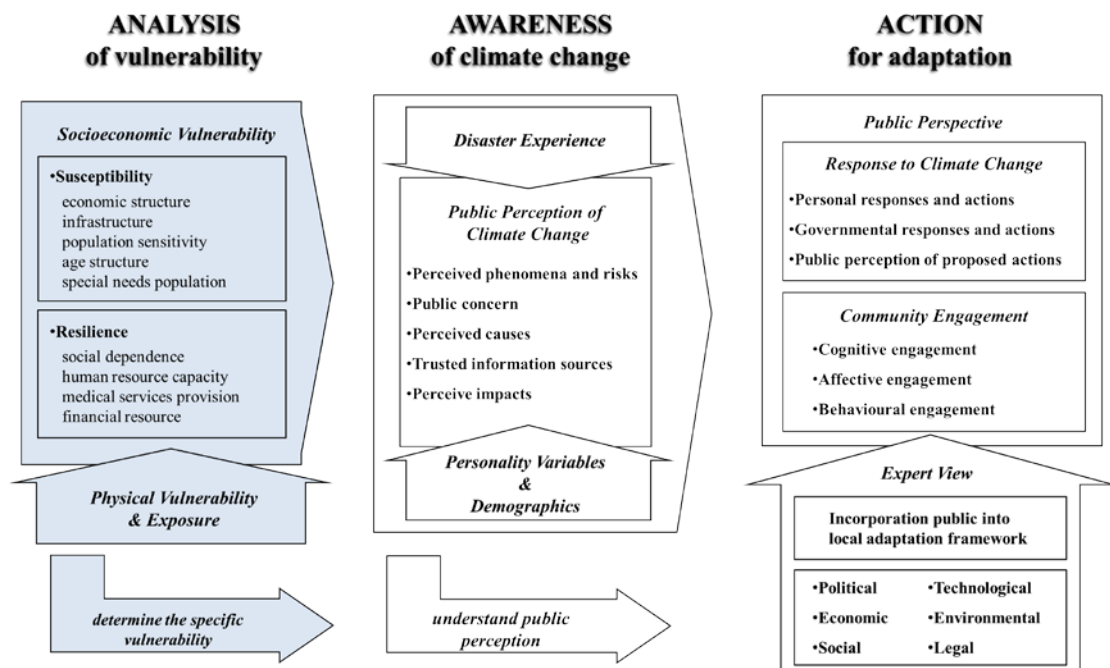 ANALYSIS
of vulnerability
Socioeconomic Vulnerability
•Susceptibility
economic structure
infrastructure
population sensitivity
age structure
special needs population
•Resilience
social dependence
human resource capacity
medical services provision
financial resource
Physical Vulnerability
& Exposure
determine the specific
vulnerability
AWARENESS
of climate change
Disaster Experience
Public Perception of
Climate Change
•Perceived phenomena and risks
•Public concern
•Perceived causes
•Trusted information sources
•Perceive impacts
Personality Variables
&
Demographics
understand public
perception
ACTION
for adaptation
Public Perspective
Response to Climate Change
•Personal responses and actions
•Governmental responses and actions
•Public perception of proposed actions
Community Engagement
•Cognitive engagement
•Affective engagement
•Behavioural engagement
Expert View
Incorporation public into
local adaptation framework
•Political
•Technological
•Economic
•Environmental
•Social
•Legal